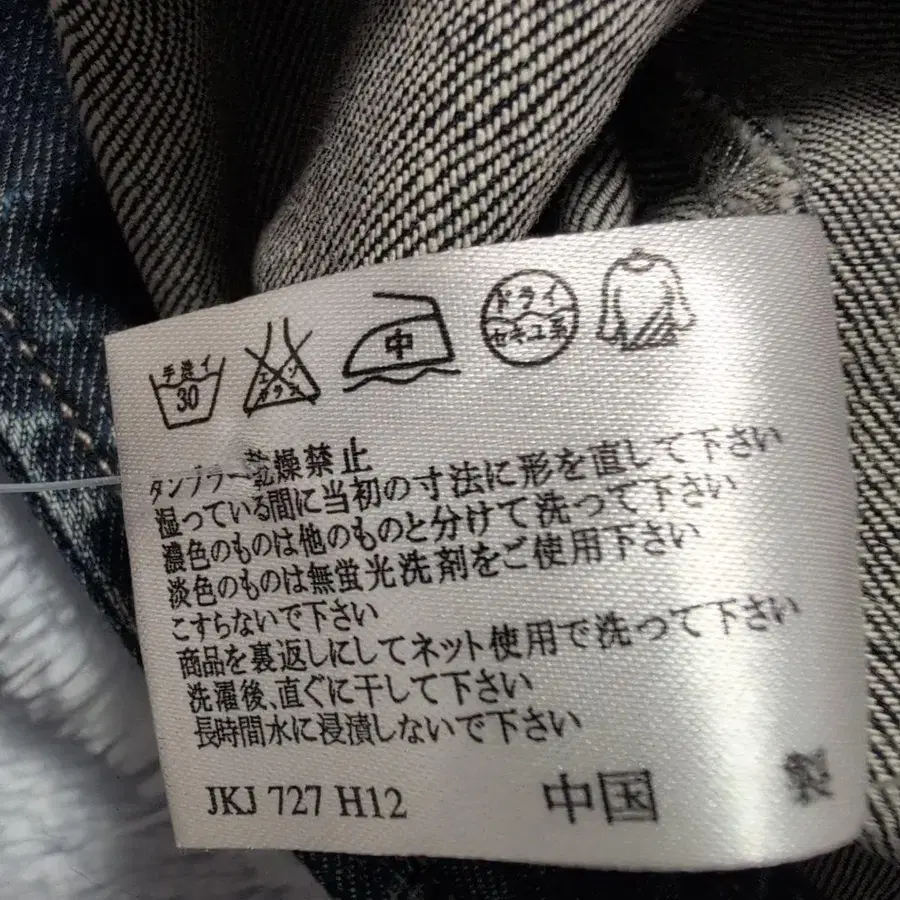 手洗イ
30
エンソ
サラシ
中
ドライ
セキユ系
タンブラー乾燥禁止
湿っている間に当初の寸法に形を直して下さい
濃色のものは他のものと分けて洗って下さい
淡色のものは無蛍光洗剤をご使用下さい
こすらないで下さい
商品を裏返しにしてネット使用で洗って下さい
洗濯後、直ぐに干して下さい
長時間水に浸漬しないで下さい
JKJ 727 H12 中国 製